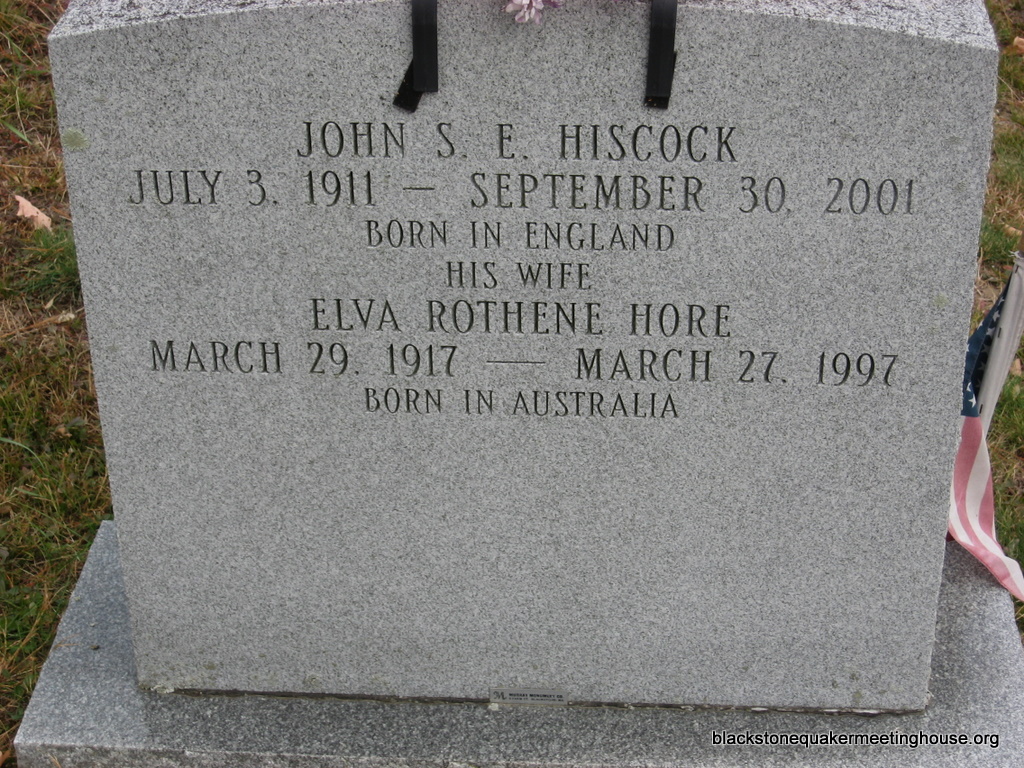 JOHN S. E. HISCOCK
JULY 3, 1911 — SEPTEMBER 30, 2001
BORN IN ENGLAND
HIS WIFE
ELVA ROTHENE HORE
MARCH 29, 1917 — MARCH 27, 1997
BORN IN AUSTRALIA
blackstonequakermeetinghouse.org